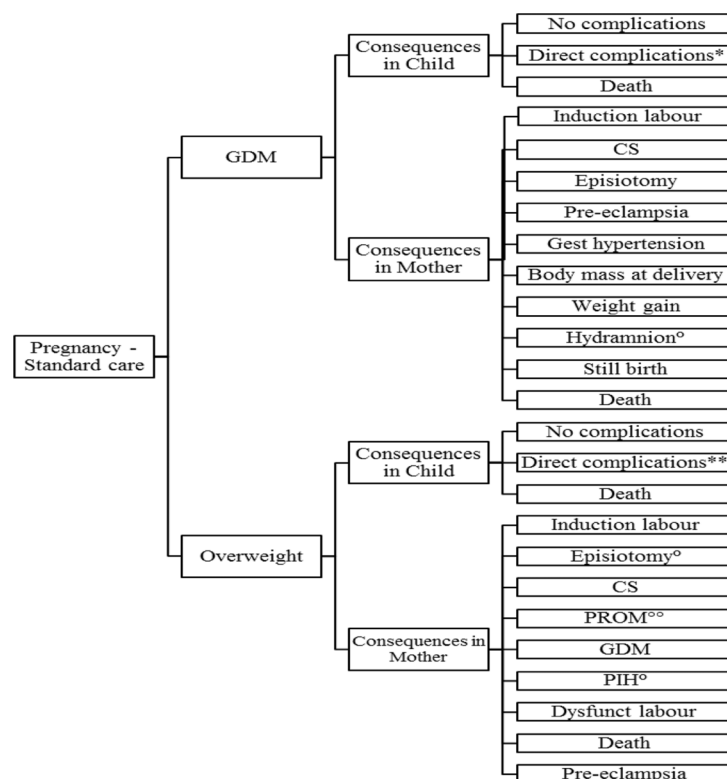 Pregnancy -
Standard care
GDM
Consequences
in Child
No complications
Direct complications*
Death
Consequences
in Mother
Induction labour
CS
Episiotomy
Pre-eclampsia
Gest hypertension
Body mass at delivery
Weight gain
Hydramnion°
Still birth
Death
Overweight
Consequences
in Child
No complications
Direct complications**
Death
Consequences in
Mother
Induction labour
Episiotomy°
CS
PROM°°
GDM
PIH°
Dysfunct labour
Death
Pre-eclampsia